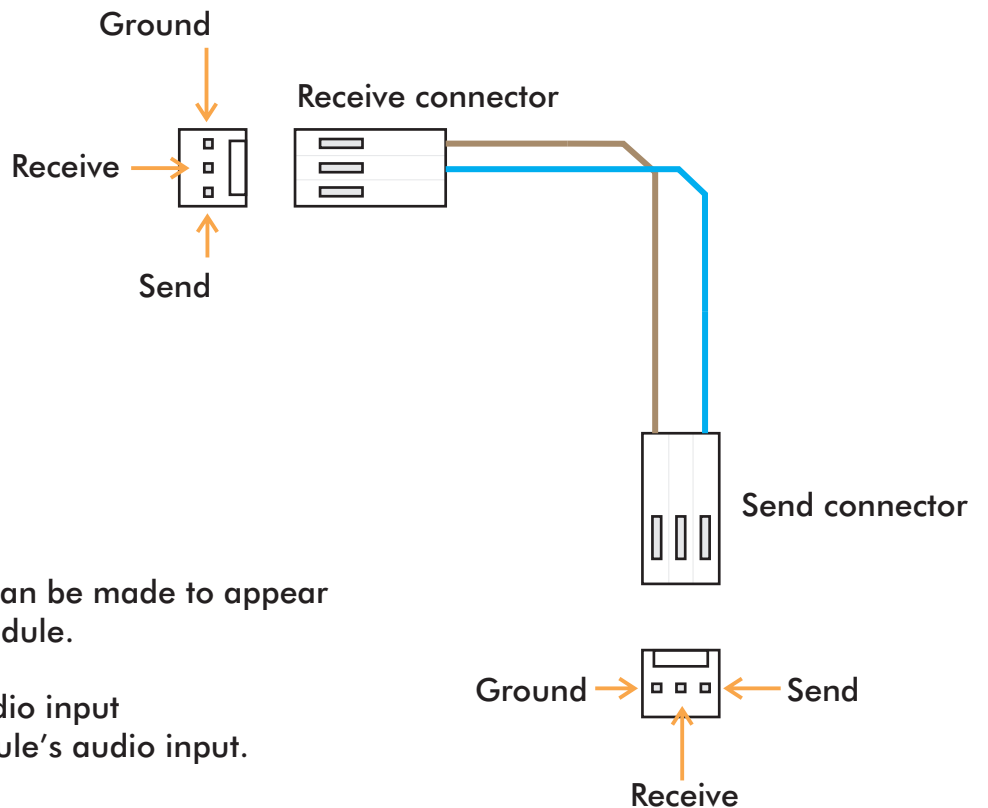 Ground
Receive connector
Receive
Send
Send connector
an be made to appear
dule.
Ground
Send
dio input
ule’s audio input.
Receive